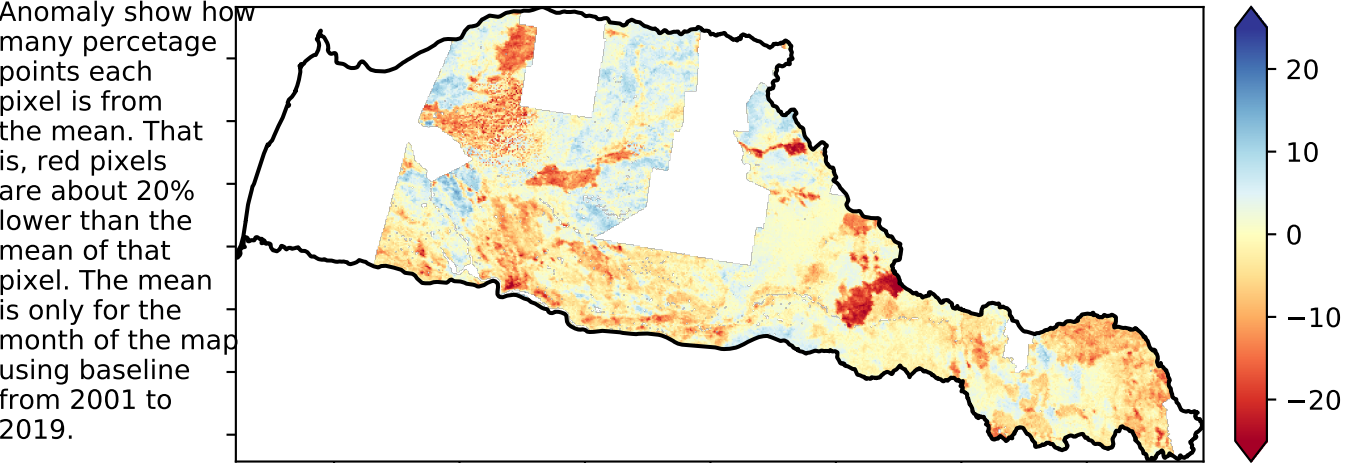 Anomaly show how
many percetage
points each
pixel is from
the mean. That
is, red pixels
are about 20%
lower than the
mean of that
pixel. The mean
is only for the
month of the map
using baseline
from 2001 to
2019.
20
10
0
−10
−20